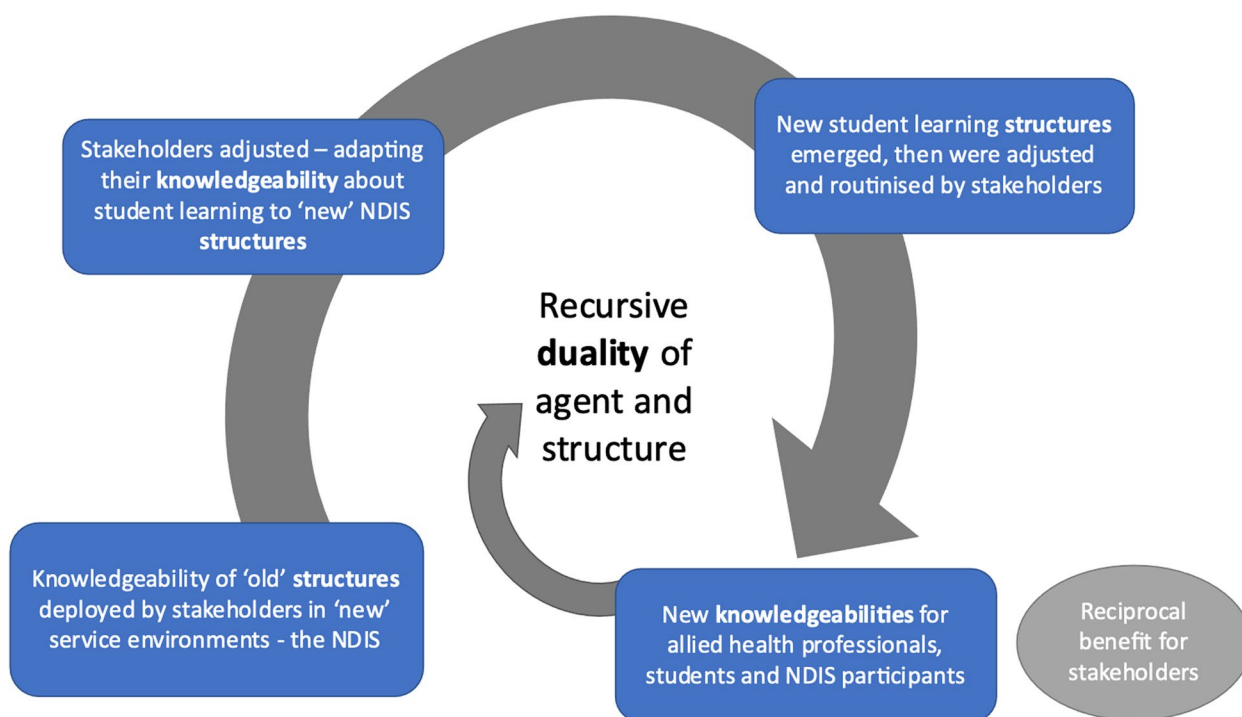 Stakeholders adjusted – adapting
their knowledgeability about
student learning to ‘new’ NDIS
structures
New student learning structures
emerged, then were adjusted
and routinised by stakeholders
Recursive
duality of
agent and
structure
Knowledgeability of ‘old’ structures
deployed by stakeholders in ‘new’
service environments - the NDIS
New knowledgeabilities for
allied health professionals,
students and NDIS participants
Reciprocal
benefit for
stakeholders